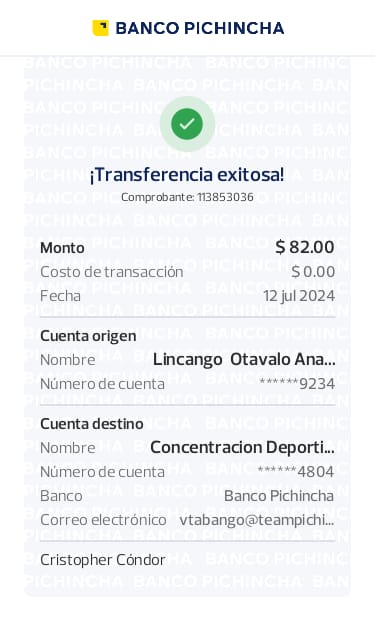 BANCO PICHINCHA
¡Transferencia exitosa!
Comprobante: 113853036
Monto $ 82.00
Costo de transacción $ 0.00
Fecha 12 jul 2024
Cuenta origen
Nombre Lincango Otavalo Ana...
Número de cuenta ******9234
Cuenta destino
Nombre Concentracion Deporti...
Número de cuenta ******4804
Banco Banco Pichincha
Correo electrónico vtabango@teampichi...
Cristopher Cóndor